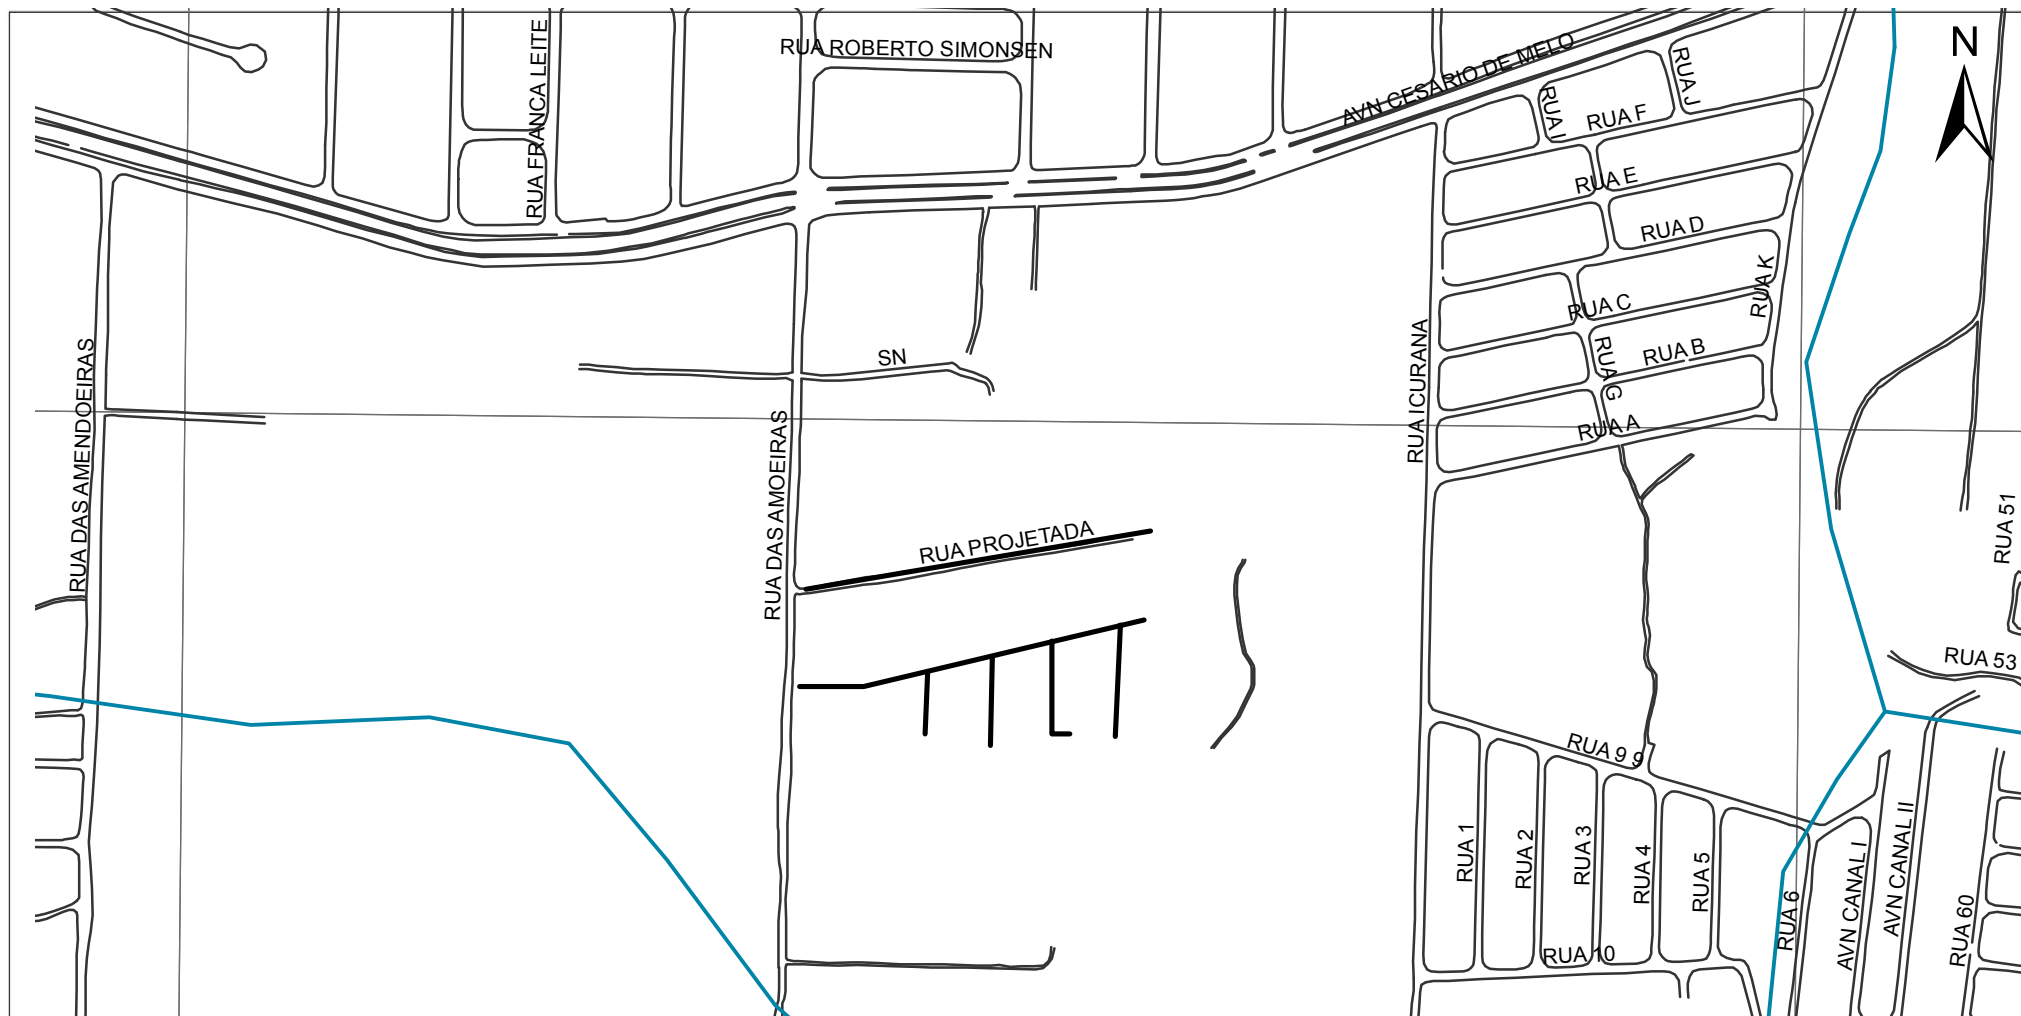 N
RUA ROBERTO SIMONSEN
RUA FRANCA LEITE
AVN CESARIO DE MELO
RUA J
RUA I
RUA F
RUA E
RUA D
RUA K
RUA C
RUA B
RUA G
RUA A
SN
RUA DAS AMENDOEIRAS
RUA DAS AMOEIRAS
RUA ICURANA
RUA PROJETADA
RUA 51
RUA 53
RUA 9 9
RUA 1
RUA 2
RUA 3
RUA 4
RUA 5
RUA 6
AVN CANAL I
AVN CANAL II
RUA 60
RUA 10